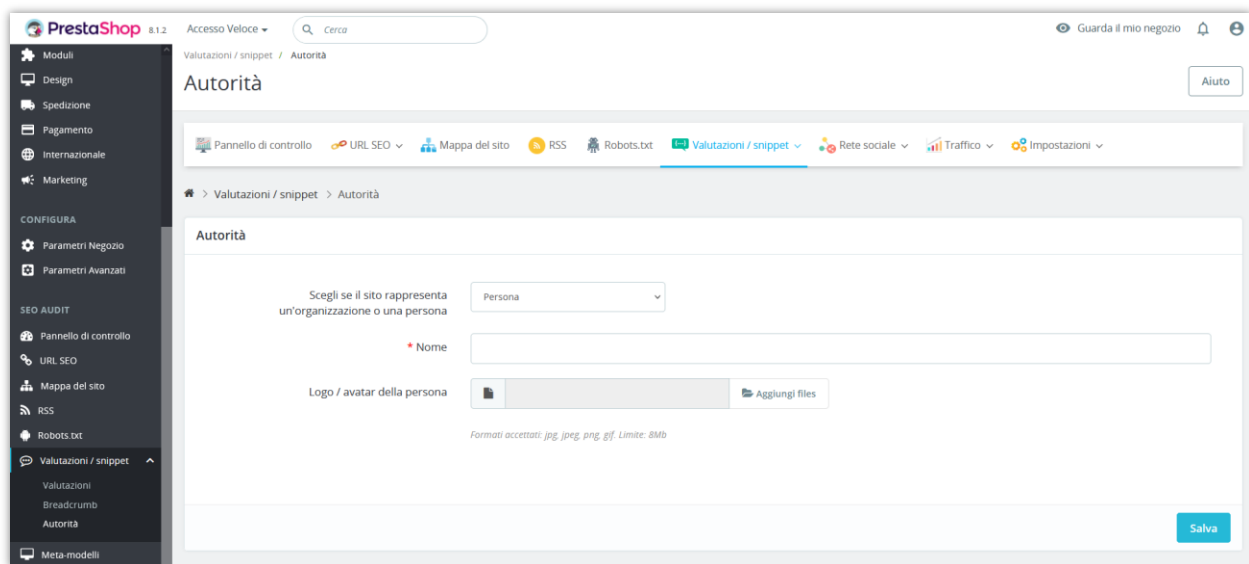 PrestaShop 8.1.2 Accesso Veloce Cerca Guarda il mio negozio
Moduli
Design
Spedizione
Pagamento
Internazionale
Marketing
CONFIGURA
Parametri Negozio
Parametri Avanzati
SEO AUDIT
Pannello di controllo
URL SEO
Mappa del sito
RSS
Robots.txt
Valutazioni / snippet
Valutazioni
Breadcrumb
Autorità
Meta-modelli
Valutazioni / snippet / Autorità
Autorità
Aiuto
Pannello di controllo URL SEO Mappa del sito RSS Robots.txt Valutazioni / snippet Rete sociale Traffico Impostazioni
> Valutazioni / snippet > Autorità
Autorità
Scegli se il sito rappresenta
un'organizzazione o una persona
Persona
* Nome
Logo / avatar della persona
Aggiungi files
Formati accettati: jpg, jpeg, png, gif. Limite: 8Mb
Salva